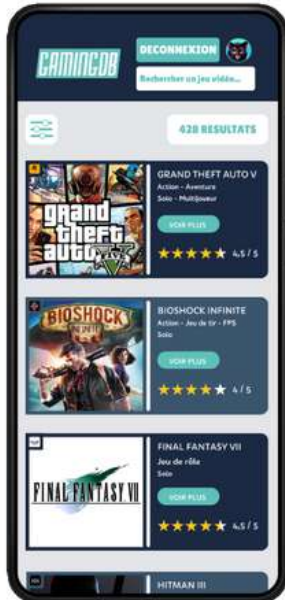 GAMINGDB
DECONNEXION
Rechercher un jeu vidéo...
428 RESULTATS
grand
theft
auto V
GRAND THEFT AUTO V
Action - Aventure
Solo - Multijoueur
VOIR PLUS
4,5 / 5
BIOSHOCK
INFINITE
BIOSHOCK INFINITE
Action - Jeu de tir - FPS
Solo
VOIR PLUS
4 / 5
FINAL FANTASY VII
FINAL FANTASY VII
Jeu de rôle
Solo
VOIR PLUS
4,5 / 5
HITMAN III